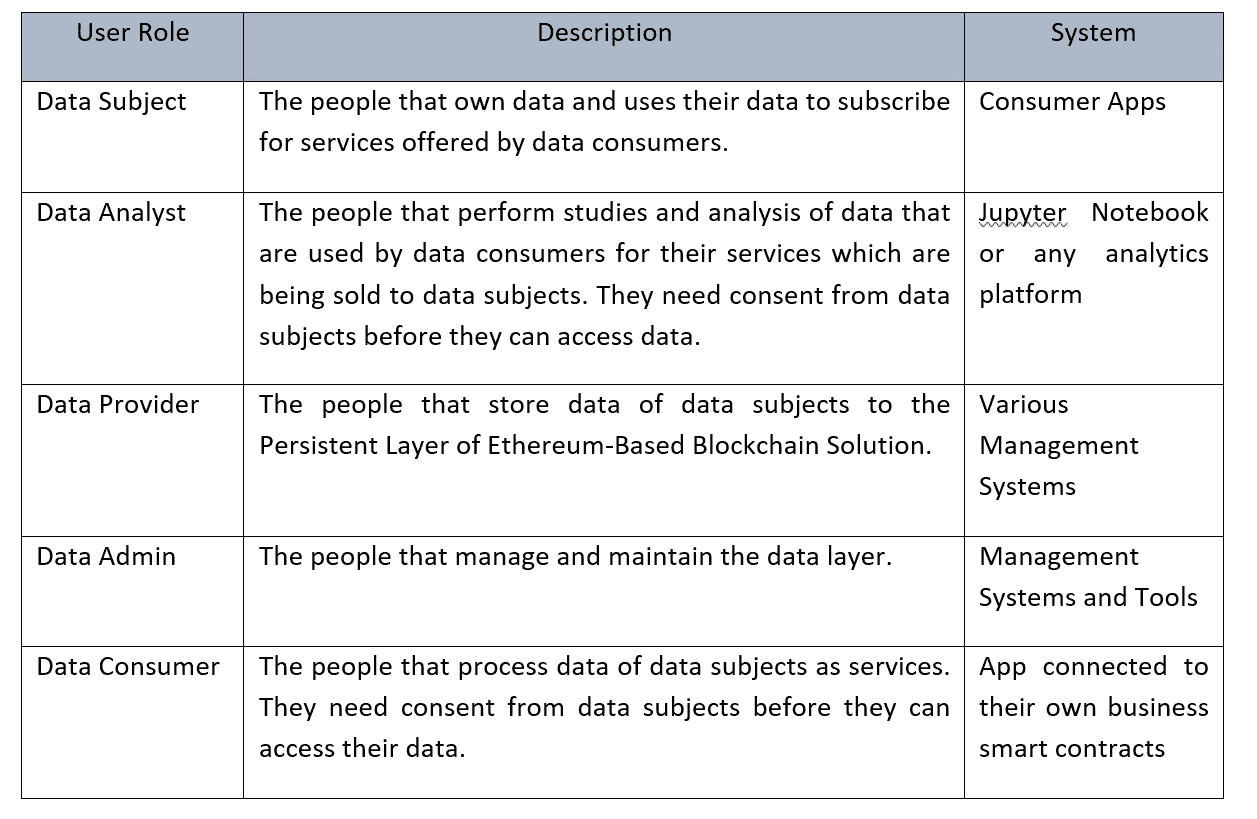 User Role
Description
System
Data Subject
The people that own data and uses their data to subscribe
for services offered by data consumers.
Consumer Apps
Data Analyst
The people that perform studies and analysis of data that
are used by data consumers for their services which are
being sold to data subjects. They need consent from data
subjects before they can access data.
Jupyter Notebook
or any analytics
platform
Data Provider
The people that store data of data subjects to the
Persistent Layer of Ethereum-Based Blockchain Solution.
Various
Management
Systems
Data Admin
The people that manage and maintain the data layer.
Management
Systems and Tools
Data Consumer
The people that process data of data subjects as services.
They need consent from data subjects before they can
access their data.
App connected to
their own business
smart contracts